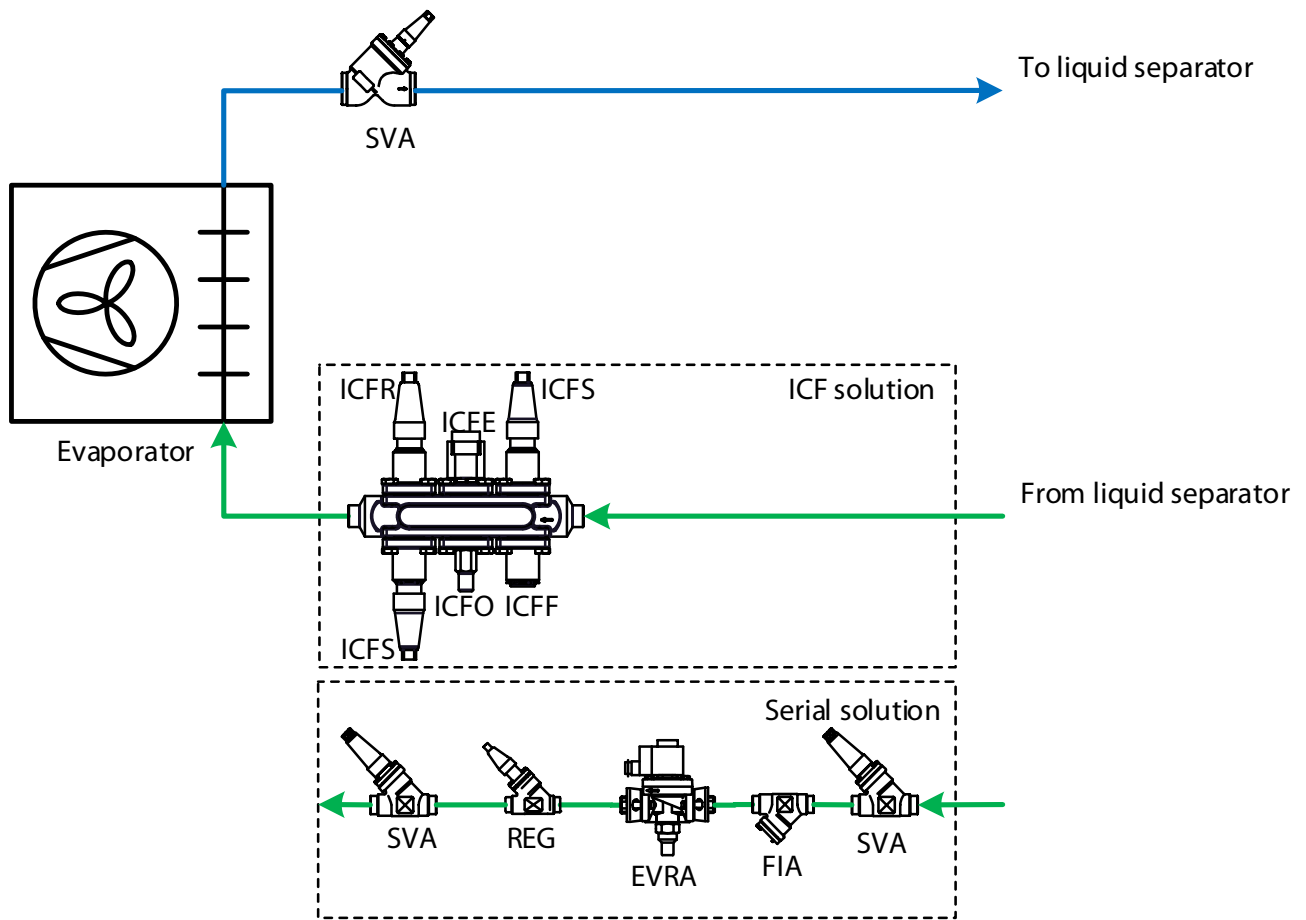 To liquid separator
SVA
ICFR
ICFS
ICF solution
ICFE
Evaporator
From liquid separator
ICFO
ICFF
ICFS
Serial solution
SVA
REG
EVRA
FIA
SVA